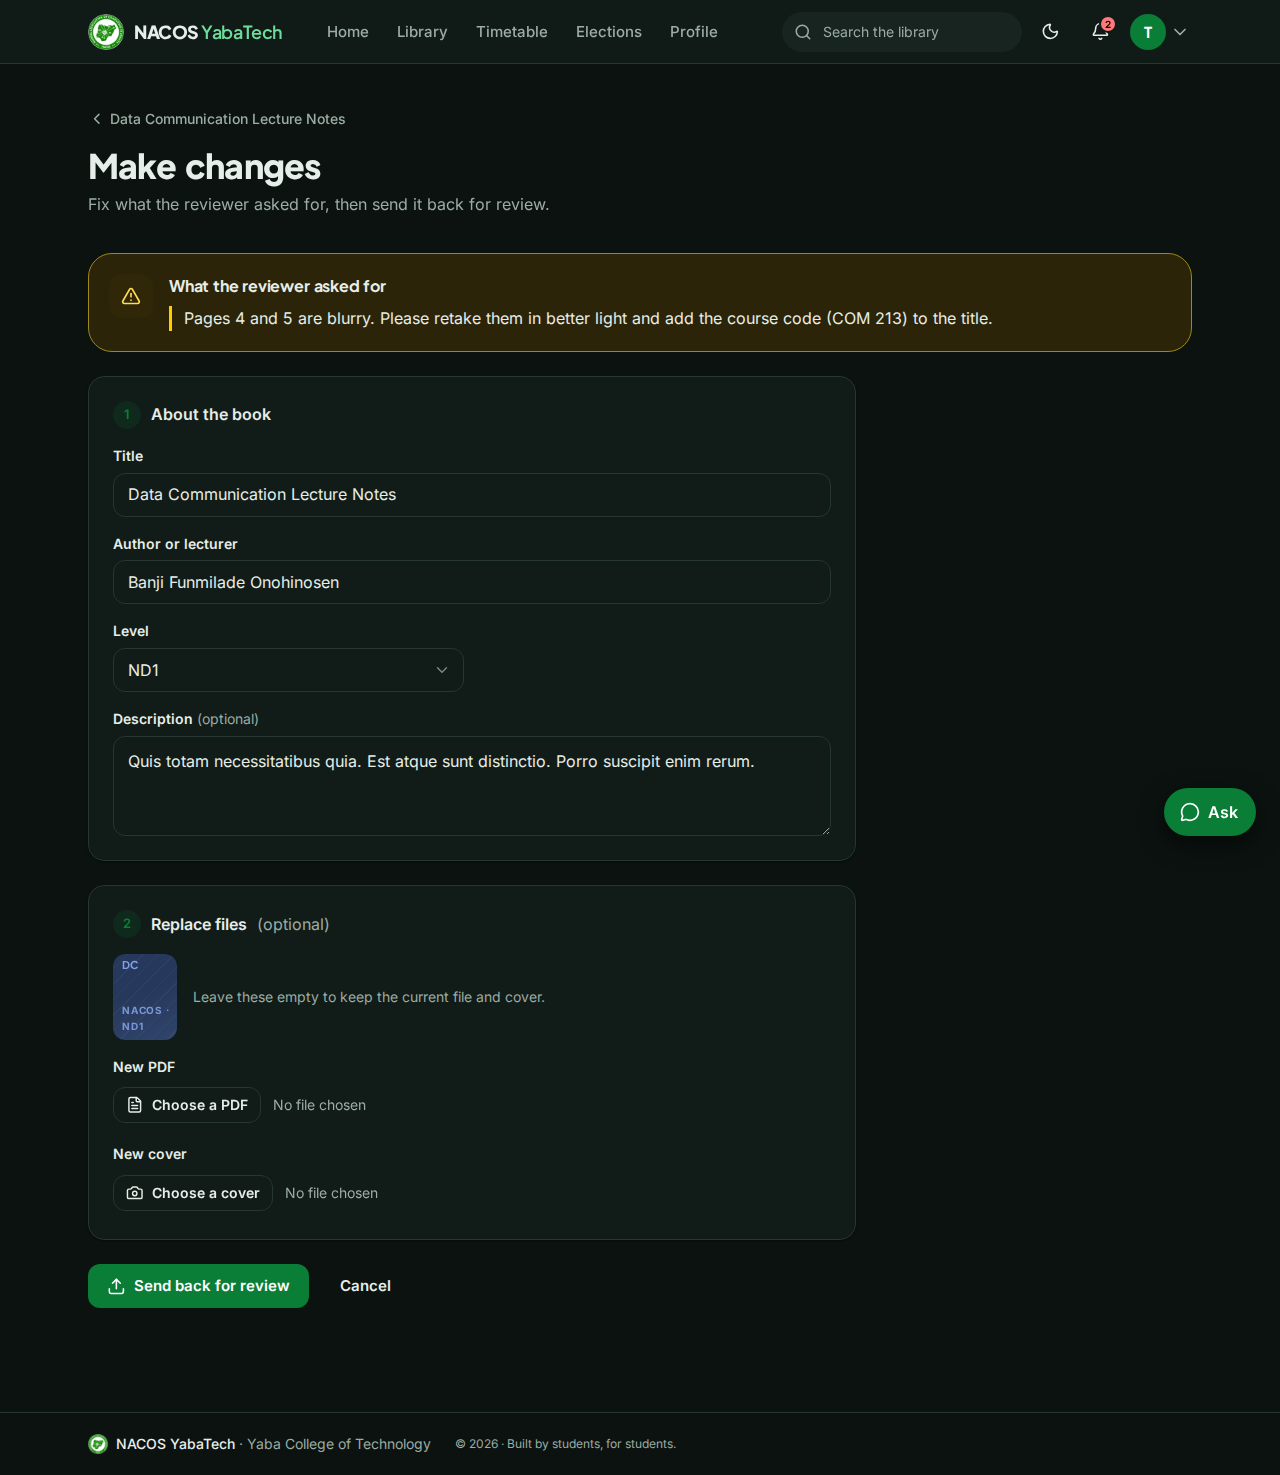 NACOS YabaTech
Home
Library
Timetable
Elections
Profile
Search the library
2
T
Data Communication Lecture Notes
Make changes
Fix what the reviewer asked for, then send it back for review.
What the reviewer asked for
Pages 4 and 5 are blurry. Please retake them in better light and add the course code (COM 213) to the title.
1 About the book
Title
Data Communication Lecture Notes
Author or lecturer
Banji Funmilade Onohinosen
Level
ND1
Description (optional)
Quis totam necessitatibus quia. Est atque sunt distinctio. Porro suscipit enim rerum.
Ask
2 Replace files (optional)
DC
NACOS ·
ND1
Leave these empty to keep the current file and cover.
New PDF
Choose a PDF No file chosen
New cover
Choose a cover No file chosen
Send back for review
Cancel
NACOS YabaTech · Yaba College of Technology
© 2026 · Built by students, for students.